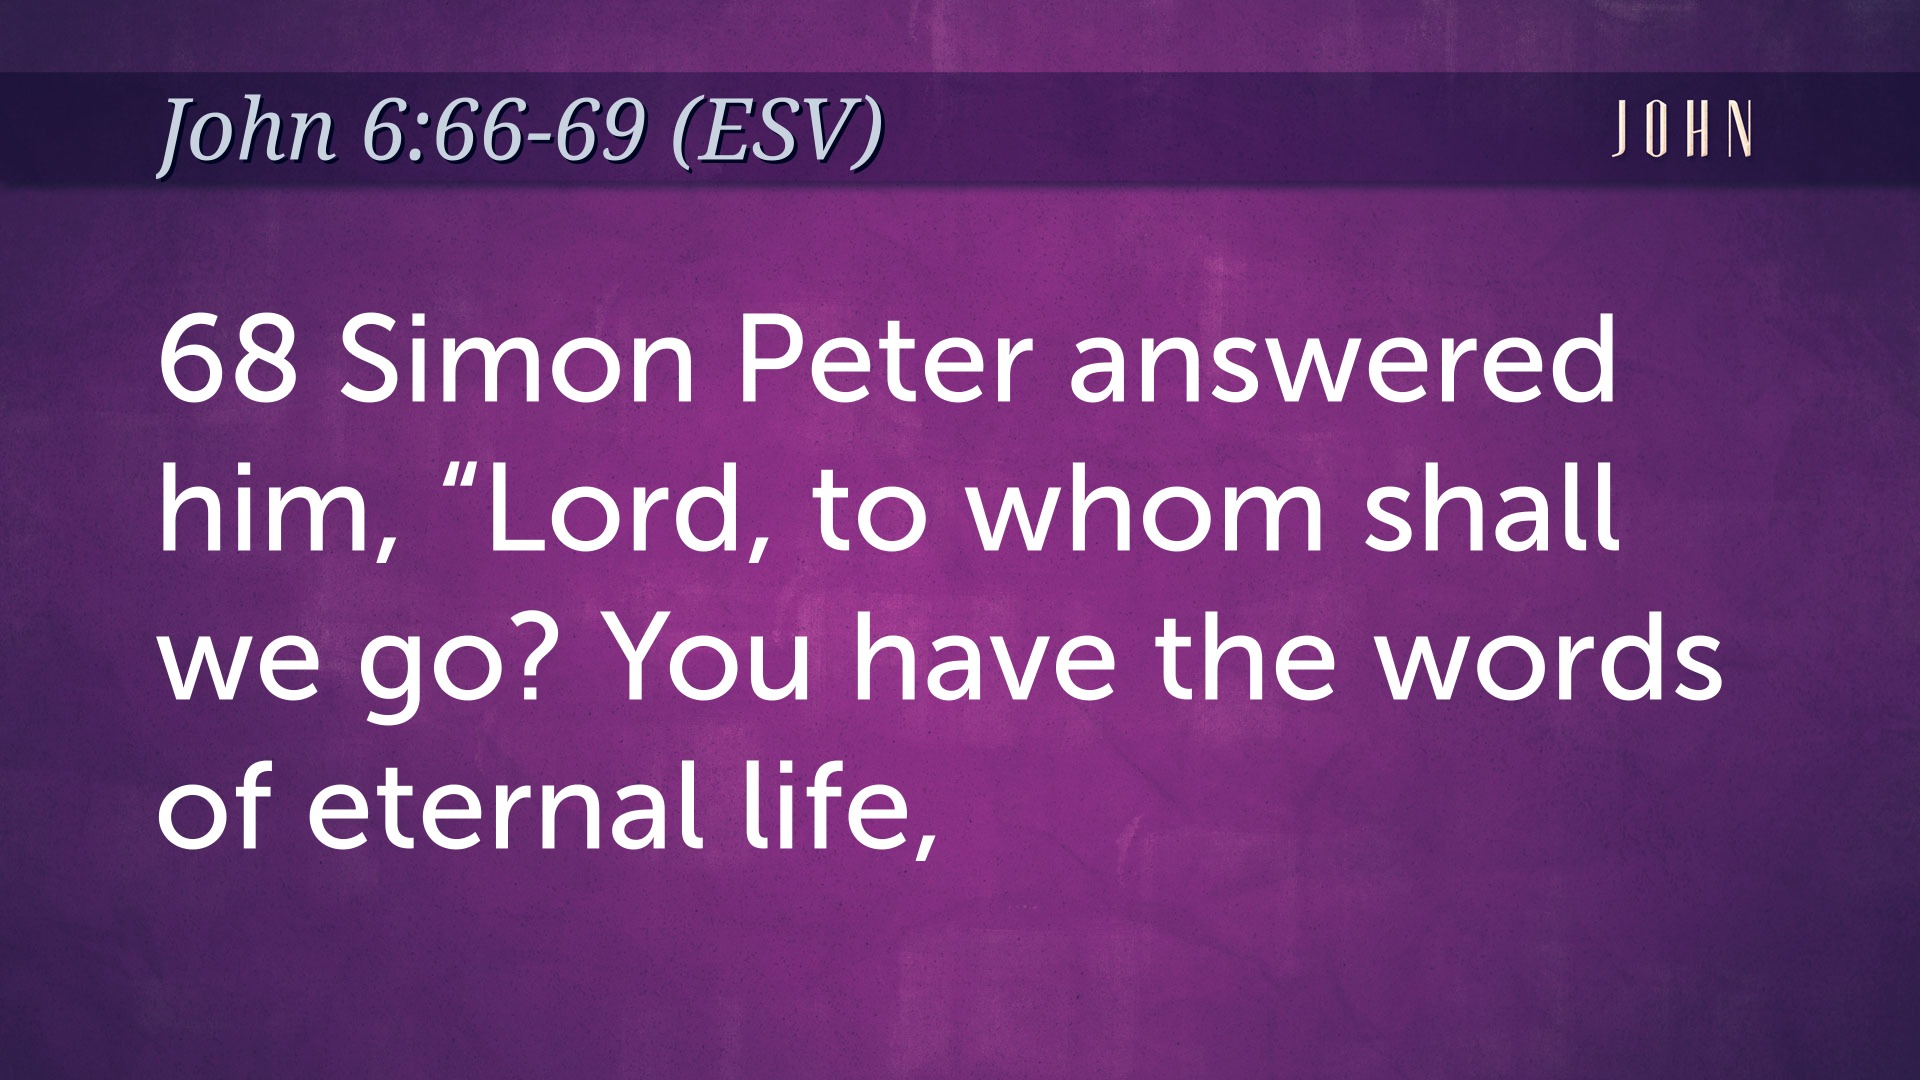 John 6:66-69 (ESV)
JOHN
68 Simon Peter answered
him, “Lord, to whom shall
we go? You have the words
of eternal life,